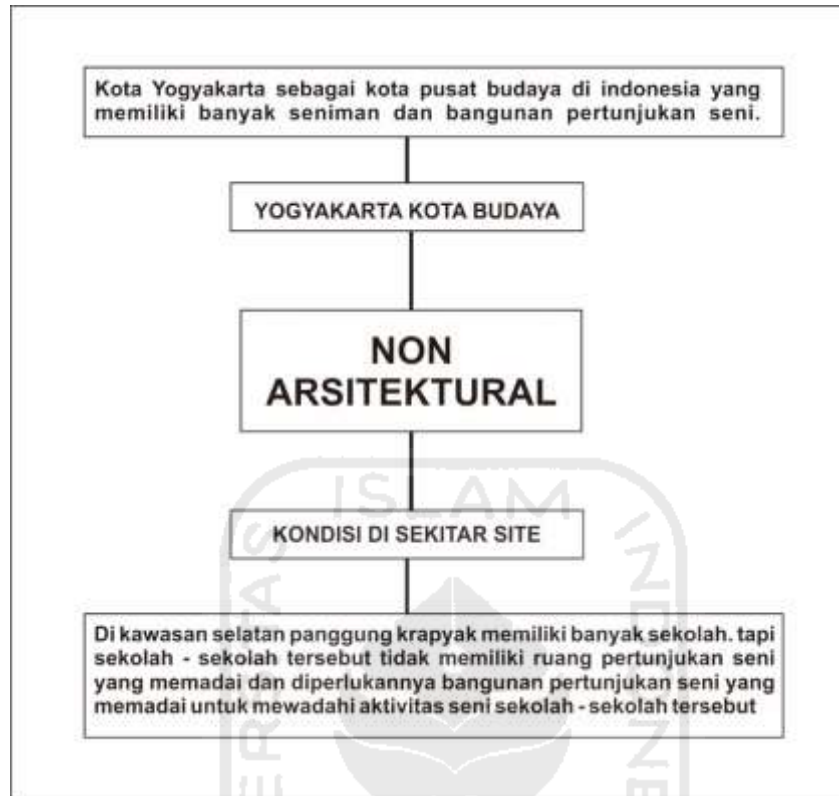 Kota Yogyakarta sebagai kota pusat budaya di indonesia yang
memiliki banyak seniman dan bangunan pertunjukan seni.
YOGYAKARTA KOTA BUDAYA
NON
ARSITEKTURAL
ISLAM
KONDISI DI SEKITAR SITE
Di kawasan selatan panggung krapyak memiliki banyak sekolah. tapi
sekolah - sekolah tersebut tidak memiliki ruang pertunjukan seni
yang memadai dan diperlukannya bangunan pertunjukan seni yang
memadai untuk mewadahi aktivitas seni sekolah - sekolah tersebut
ERSITAS
INDONE